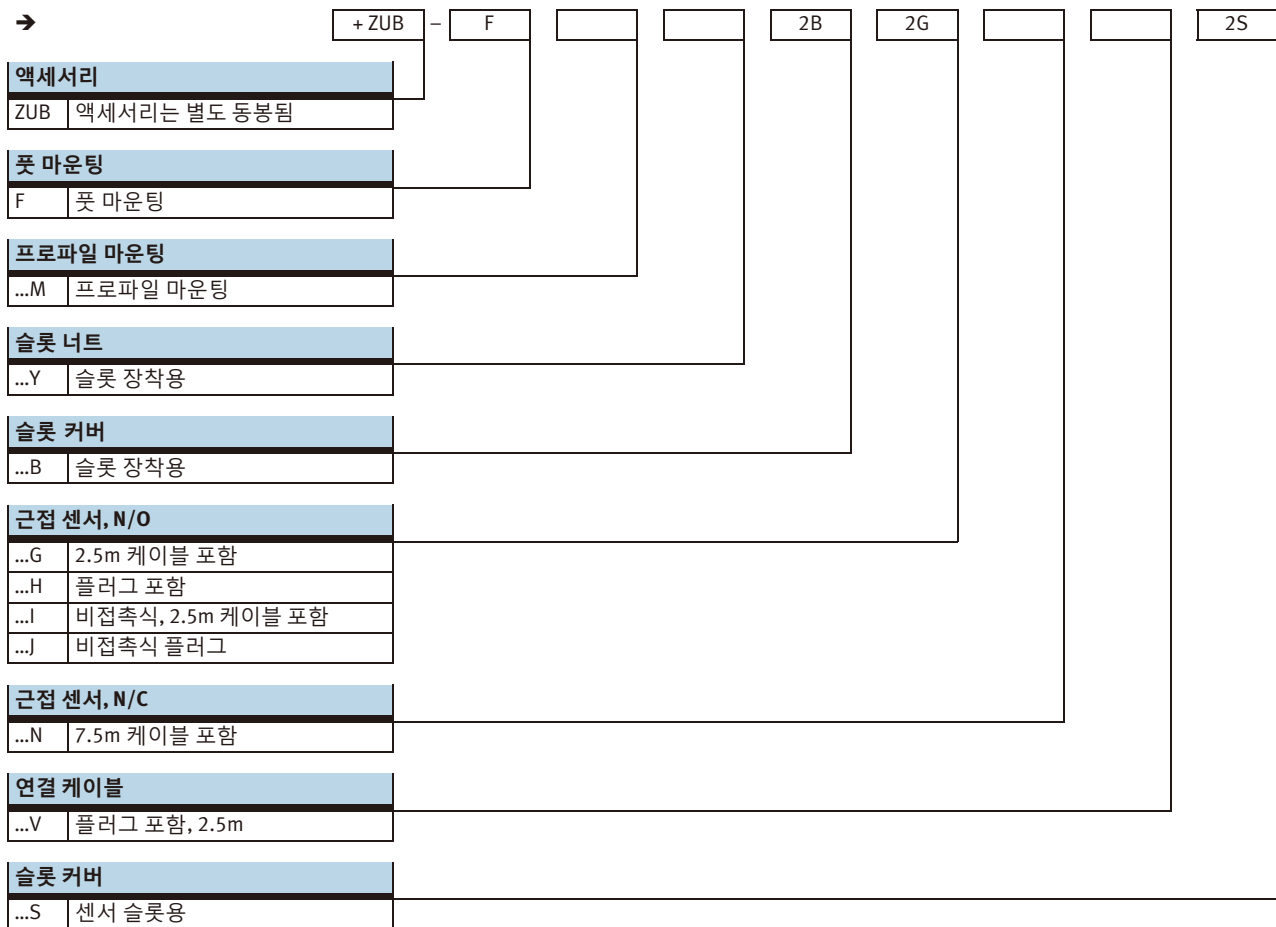 ➔ + ZUB – F 2B 2G 2S
액세서리
ZUB 액세서리는 별도 동봉됨
풋 마운팅
F 풋 마운팅
프로파일 마운팅
...M 프로파일 마운팅
슬롯 너트
...Y 슬롯 장착용
슬롯 커버
...B 슬롯 장착용
근접 센서, N/O
...G 2.5m 케이블 포함
...H 플러그 포함
...I 비접촉식, 2.5m 케이블 포함
...J 비접촉식 플러그
근접 센서, N/C
...N 7.5m 케이블 포함
연결 케이블
...V 플러그 포함, 2.5m
슬롯 커버
...S 센서 슬롯용